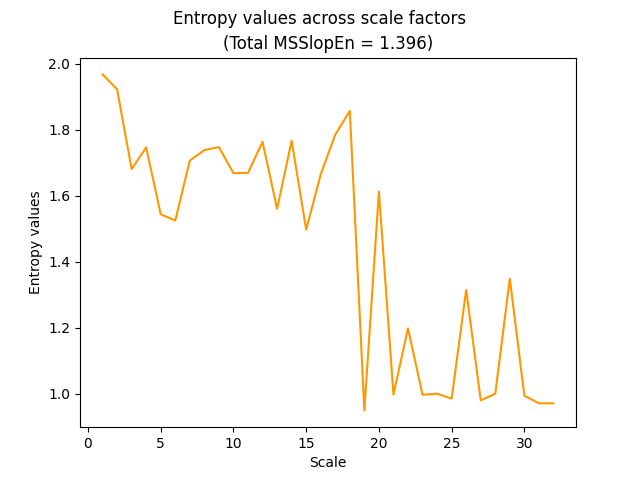 Entropy values across scale factors
(Total MSSlopEn = 1.396)
2.0
1.8
1.6
1.4
1.2
1.0
Entropy values
0 5 10 15 20 25 30
Scale